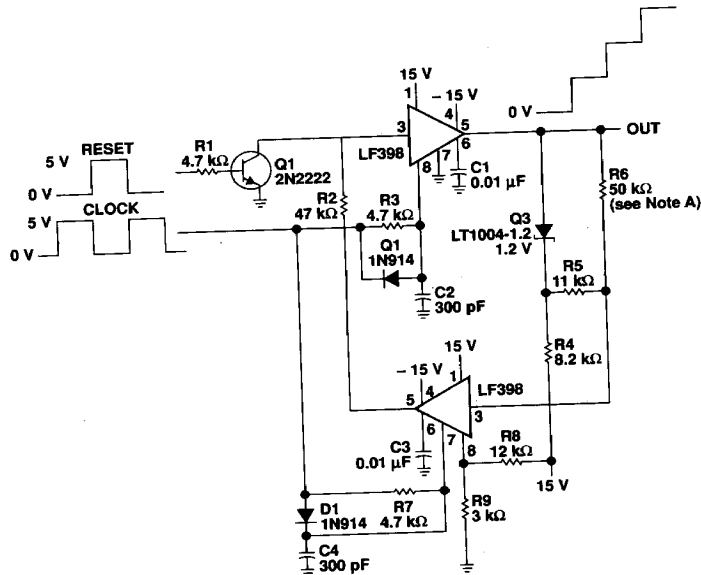 15 V
– 15 V
1
4
0 V
3
5
6
8
7
LF398
OUT
RESET
5 V
0 V
R1
4.7 kΩ
Q1
2N2222
C1
0.01 µF
R6
50 kΩ
(see Note A)
CLOCK
5 V
0 V
R2
47 kΩ
R3
4.7 kΩ
Q1
1N914
Q3
LT1004-1.2
1.2 V
R5
11 kΩ
C2
300 pF
R4
8.2 kΩ
15 V
– 15 V
1
4
LF398
5
3
6
7
8
C3
0.01 µF
R8
12 kΩ
15 V
D1
1N914
R7
4.7 kΩ
R9
3 kΩ
C4
300 pF